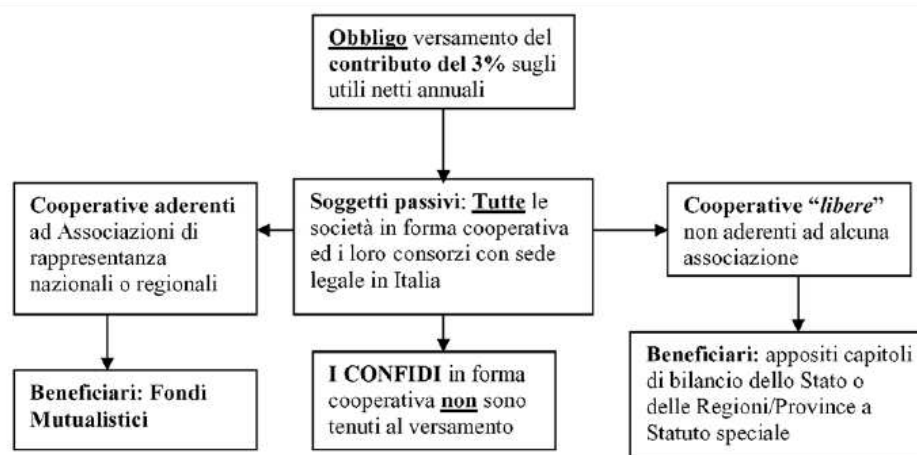 Obbligo versamento del
contributo del 3% sugli
utili netti annuali
Cooperative aderenti
ad Associazioni di
rappresentanza
nazionali o regionali
Soggetti passivi: Tutte le
società in forma cooperativa
ed i loro consorzi con sede
legale in Italia
Cooperative “libere”
non aderenti ad alcuna
associazione
Beneficiari: Fondi
Mutualistici
I CONFIDI in forma
cooperativa non sono
tenuti al versamento
Beneficiari: appositi capitoli
di bilancio dello Stato o
delle Regioni/Province a
Statuto speciale